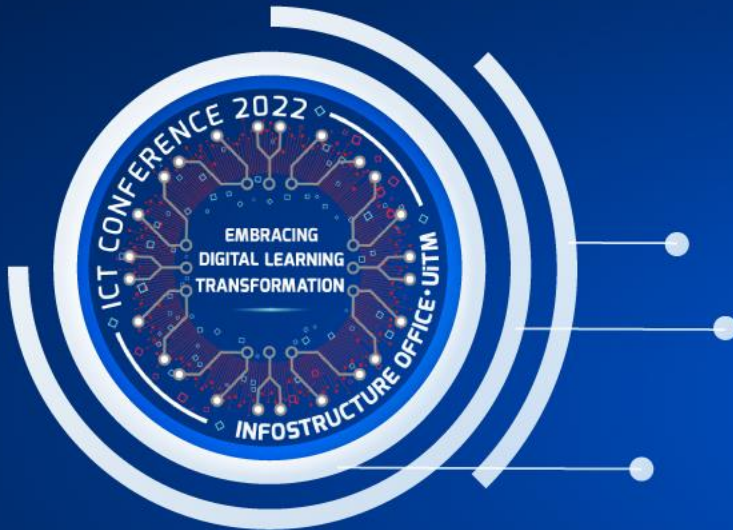 ICT CONFERENCE 2022
EMBRACING
DIGITAL LEARNING
TRANSFORMATION
INFOSTRUCTURE OFFICE • UiTM